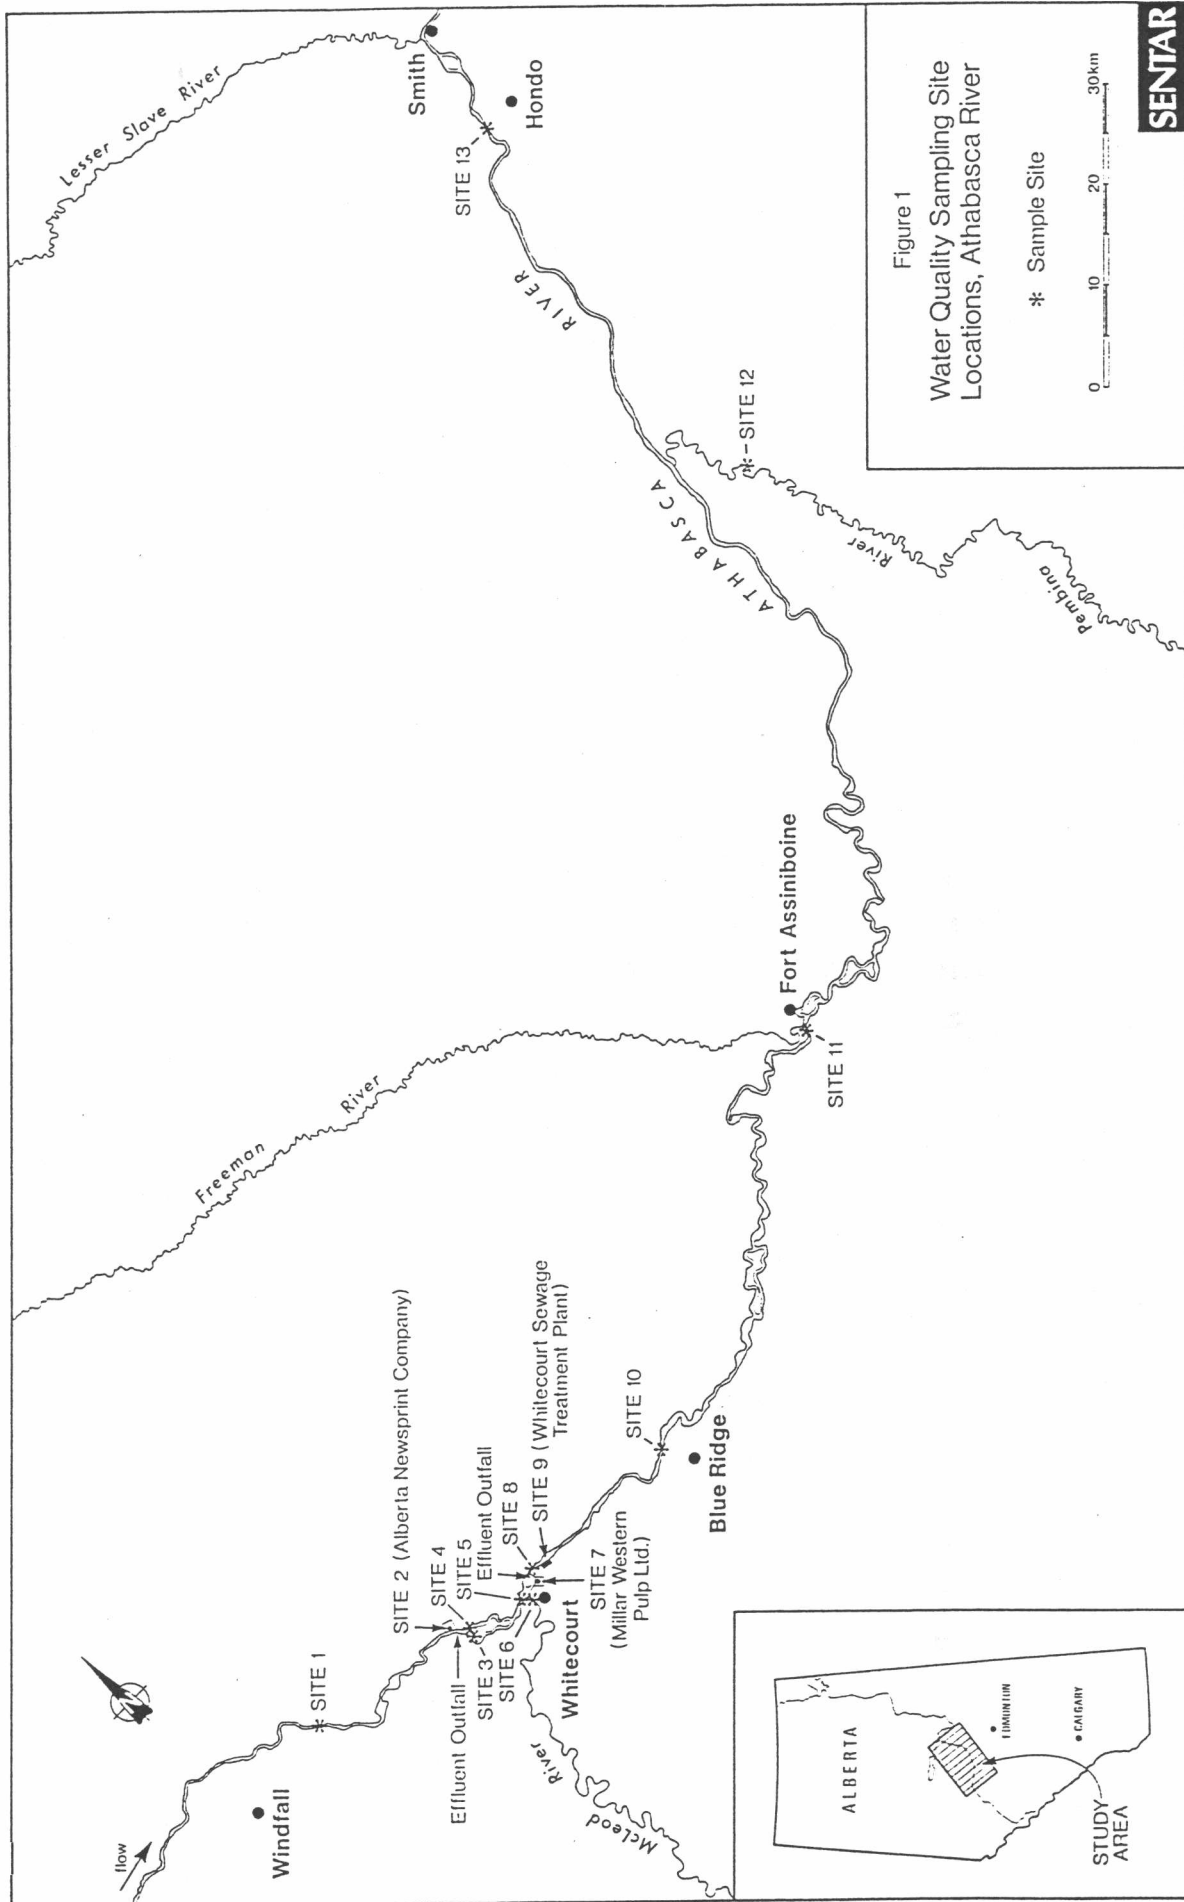 flow
Windfall
SITE 1
Effluent Outfall
SITE 2 (Alberta Newsprint Company)
SITE 3
SITE 4
SITE 5
Effluent Outfall
SITE 6
SITE 8
SITE 9 (Whitecourt Sewage
Treatment Plant)
Whitecourt
SITE 7
(Millar Western
Pulp Ltd.)
McLeod
River
SITE 10
Blue Ridge
Freeman
River
SITE 11
Fort Assiniboine
ATHABASCA
RIVER
Pembina
River
SITE 12
SITE 13
Hondo
Smith
Lesser Slave River
ALBERTA
EDMONTON
CALGARY
STUDY
AREA
Figure 1
Water Quality Sampling Site
Locations, Athabasca River
* Sample Site
0 10 20 30km
SENTAR